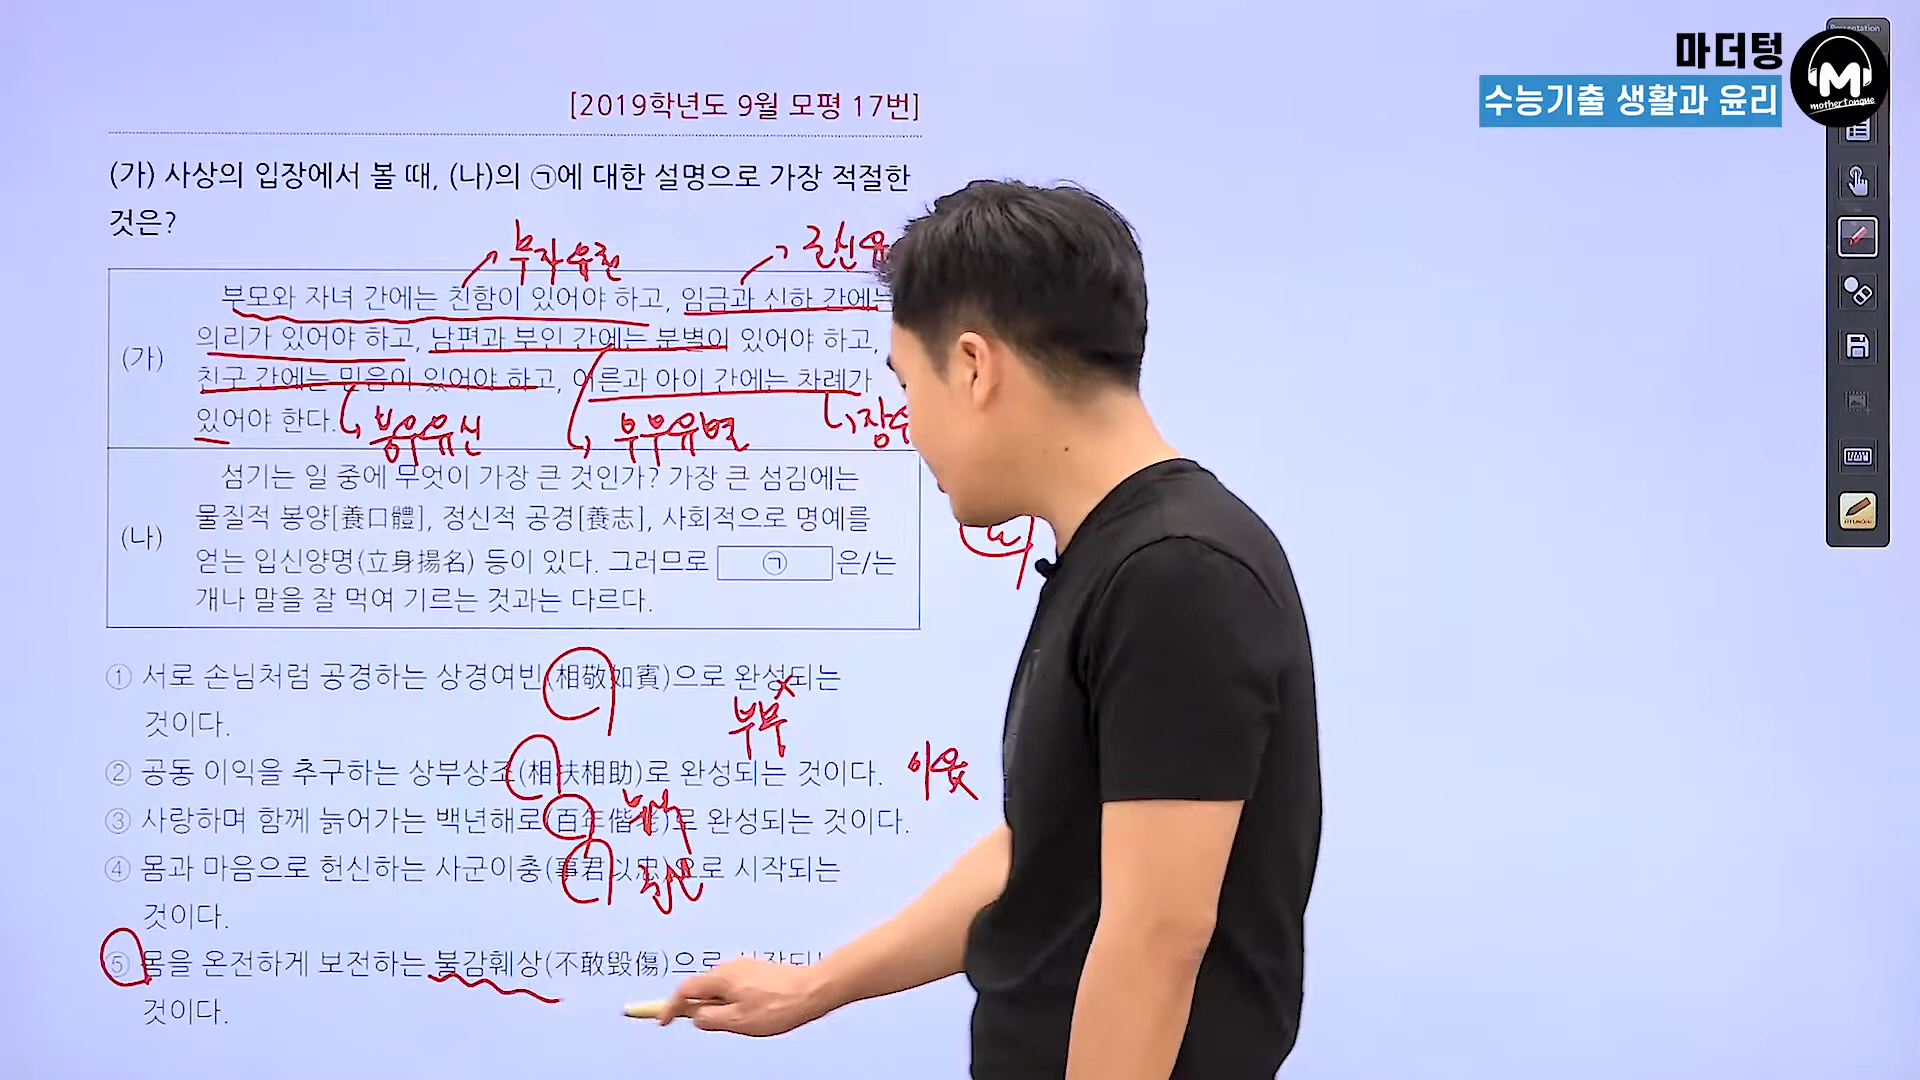 Presentation
마더텅
수능기출 생활과 윤리
mothertongue
[2019학년도 9월 모평 17번]
(가) 사상의 입장에서 볼 때, (나)의 ㉠에 대한 설명으로 가장 적절한
것은?
부자유친
군신유
(가)
부모와 자녀 간에는 친함이 있어야 하고, 임금과 신하 간에는
의리가 있어야 하고, 남편과 부인 간에는 분별이 있어야 하고,
친구 간에는 믿음이 있어야 하고, 어른과 아이 간에는 차례가
있어야 한다.
붕우유신
부부유별
장유
(나)
섬기는 일 중에 무엇이 가장 큰 것인가? 가장 큰 섬김에는
물질적 봉양[養口體], 정신적 공경[養志], 사회적으로 명예를
얻는 입신양명(立身揚名) 등이 있다. 그러므로 ㉠ 은/는
개나 말을 잘 먹여 기르는 것과는 다르다.
① 서로 손님처럼 공경하는 상경여빈(相敬如賓)으로 완성되는
것이다.
부부
② 공동 이익을 추구하는 상부상조(相扶相助)로 완성되는 것이다.
이웃
③ 사랑하며 함께 늙어가는 백년해로(百年偕老)로 완성되는 것이다.
부부
④ 몸과 마음으로 헌신하는 사군이충(事君以忠)으로 시작되는
것이다.
군신
⑤ 몸을 온전하게 보전하는 불감훼상(不敢毁傷)으로 시작되는
것이다.